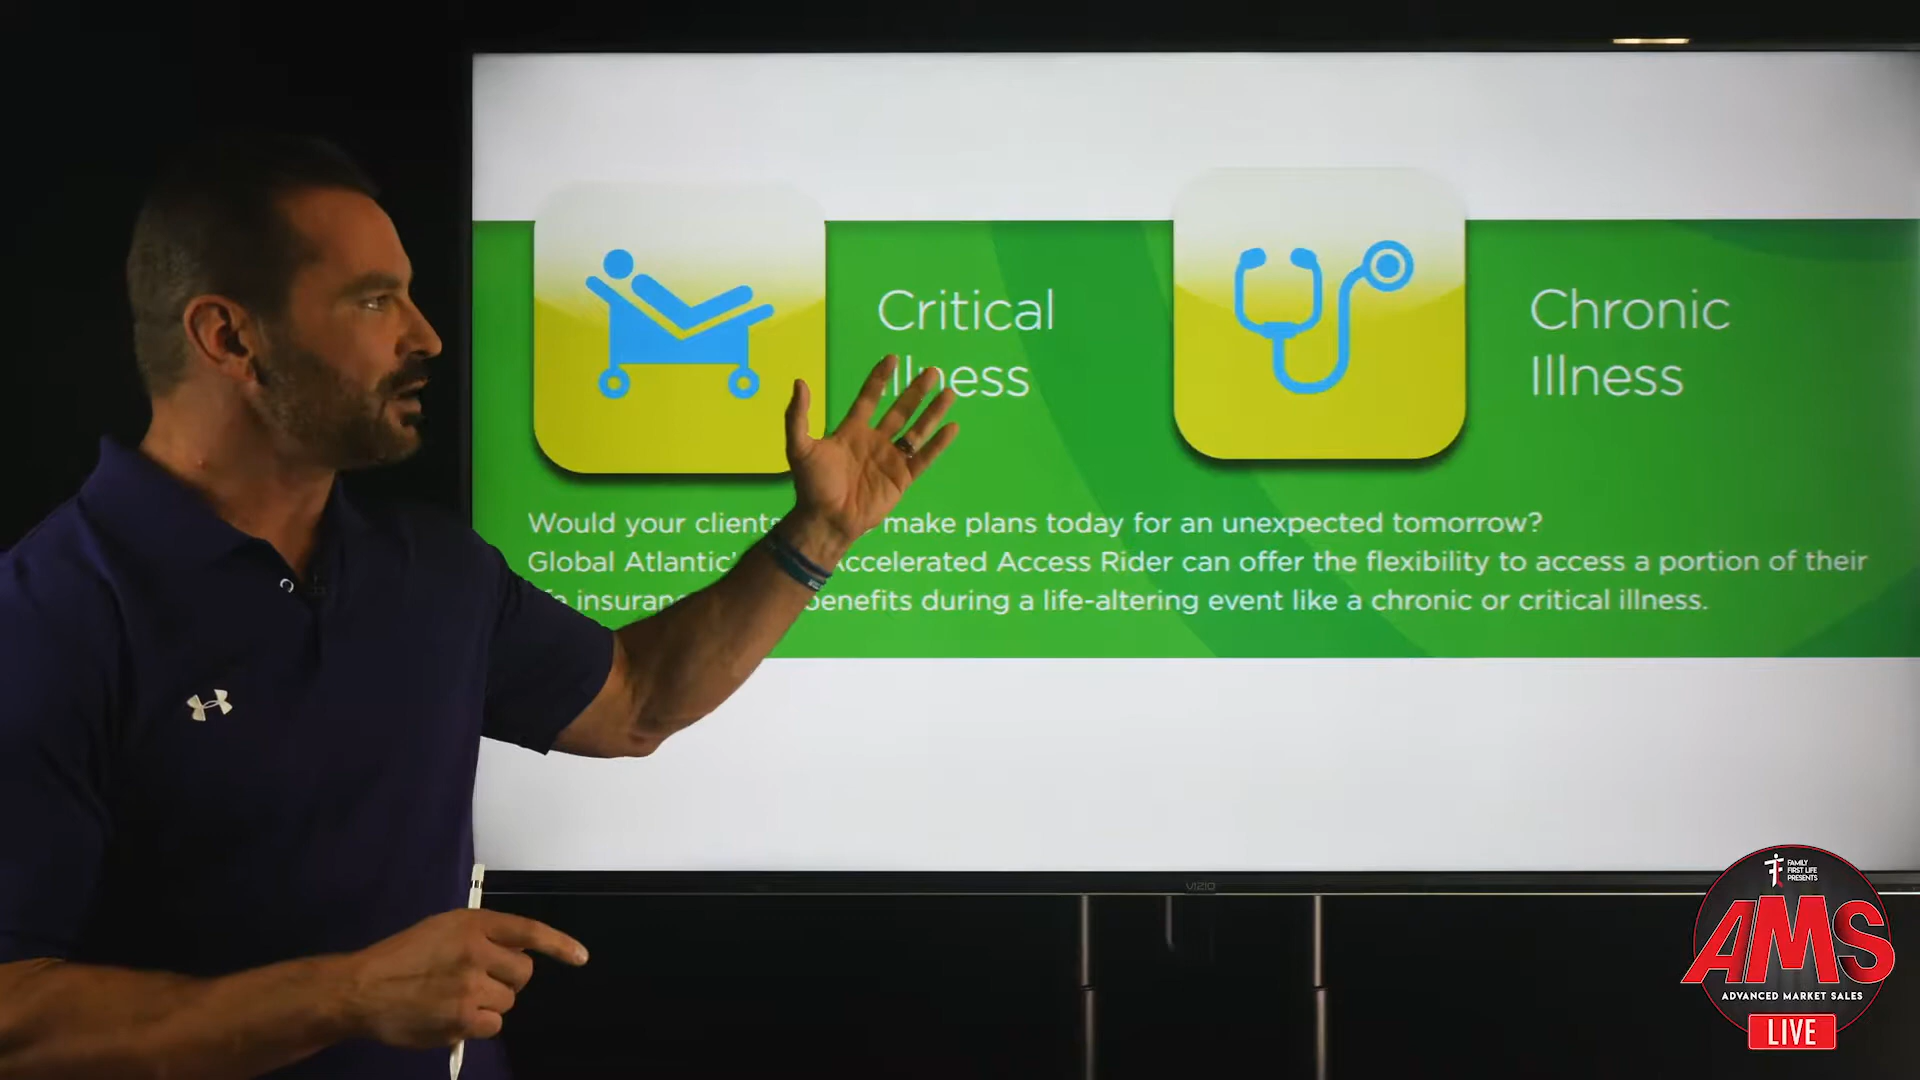 Critical
Illness
Chronic
Illness
Would your clients make plans today for an unexpected tomorrow?
Global Atlantic's Accelerated Access Rider can offer the flexibility to access a portion of their
insurance benefits during a life-altering event like a chronic or critical illness.
VIZIO
FAMILY
FIRST LIFE
PRESENTS
AMS
ADVANCED MARKET SALES
LIVE